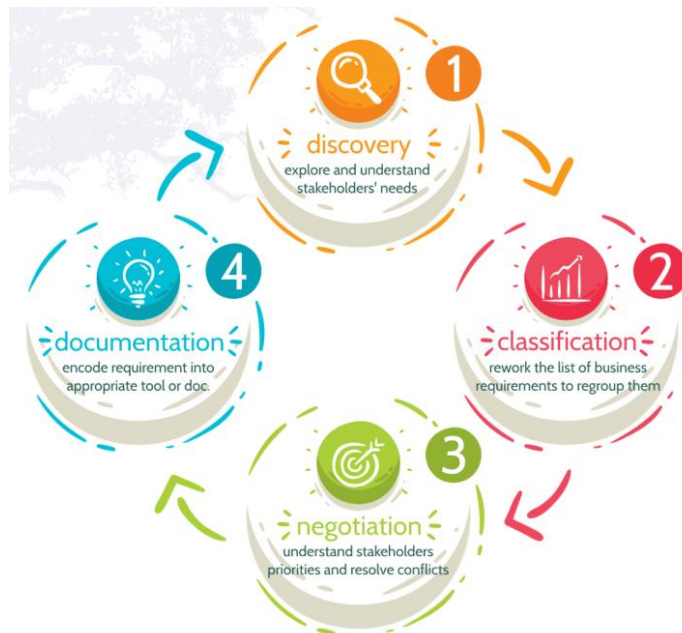 1
discovery
explore and understand
stakeholders' needs
2
classification
rework the list of business
requirements to regroup them
3
negotiation
understand stakeholders
priorities and resolve conflicts
4
documentation
encode requirement into
appropriate tool or doc.